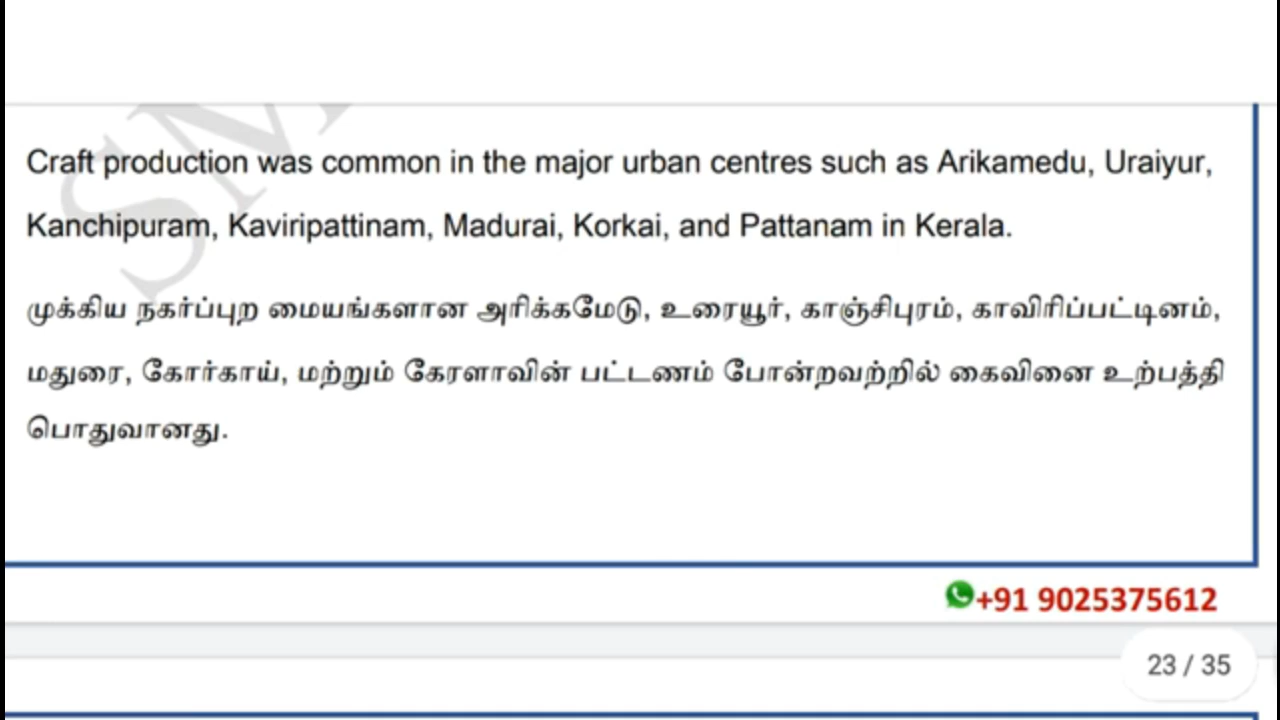 Craft production was common in the major urban centres such as Arikamedu, Uraiyur,
Kanchipuram, Kaviripattinam, Madurai, Korkai, and Pattanam in Kerala.
முக்கிய நகர்ப்புற மையங்களான அரிக்கமேடு, உரையூர், காஞ்சிபுரம், காவிரிப்பட்டினம்,
மதுரை, கோர்காய், மற்றும் கேரளாவின் பட்டணம் போன்றவற்றில் கைவினை உற்பத்தி
பொதுவானது.
+91 9025375612
23 / 35